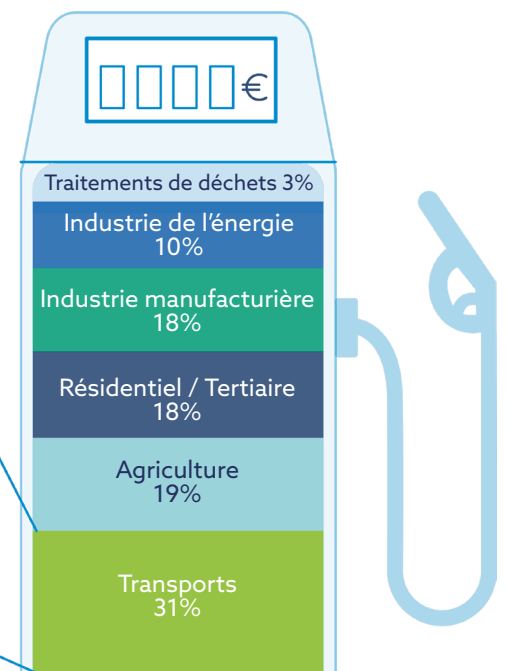 €
Traitements de déchets 3%
Industrie de l'énergie
10%
Industrie manufacturière
18%
Résidentiel / Tertiaire
18%
Agriculture
19%
Transports
31%